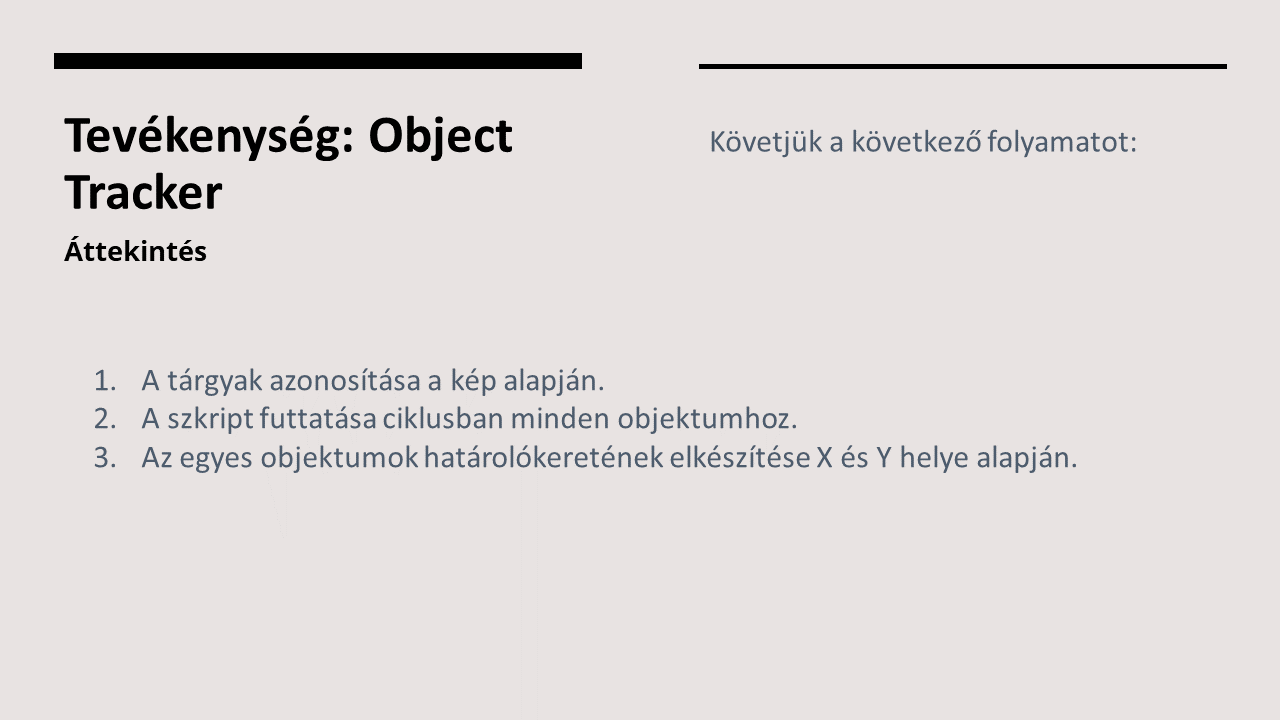 Tevékenység: Object
Tracker
Áttekintés
Követjük a következő folyamatot:
1. A tárgyak azonosítása a kép alapján.
2. A szkript futtatása ciklusban minden objektumhoz.
3. Az egyes objektumok határolókeretének elkészítése X és Y helye alapján.